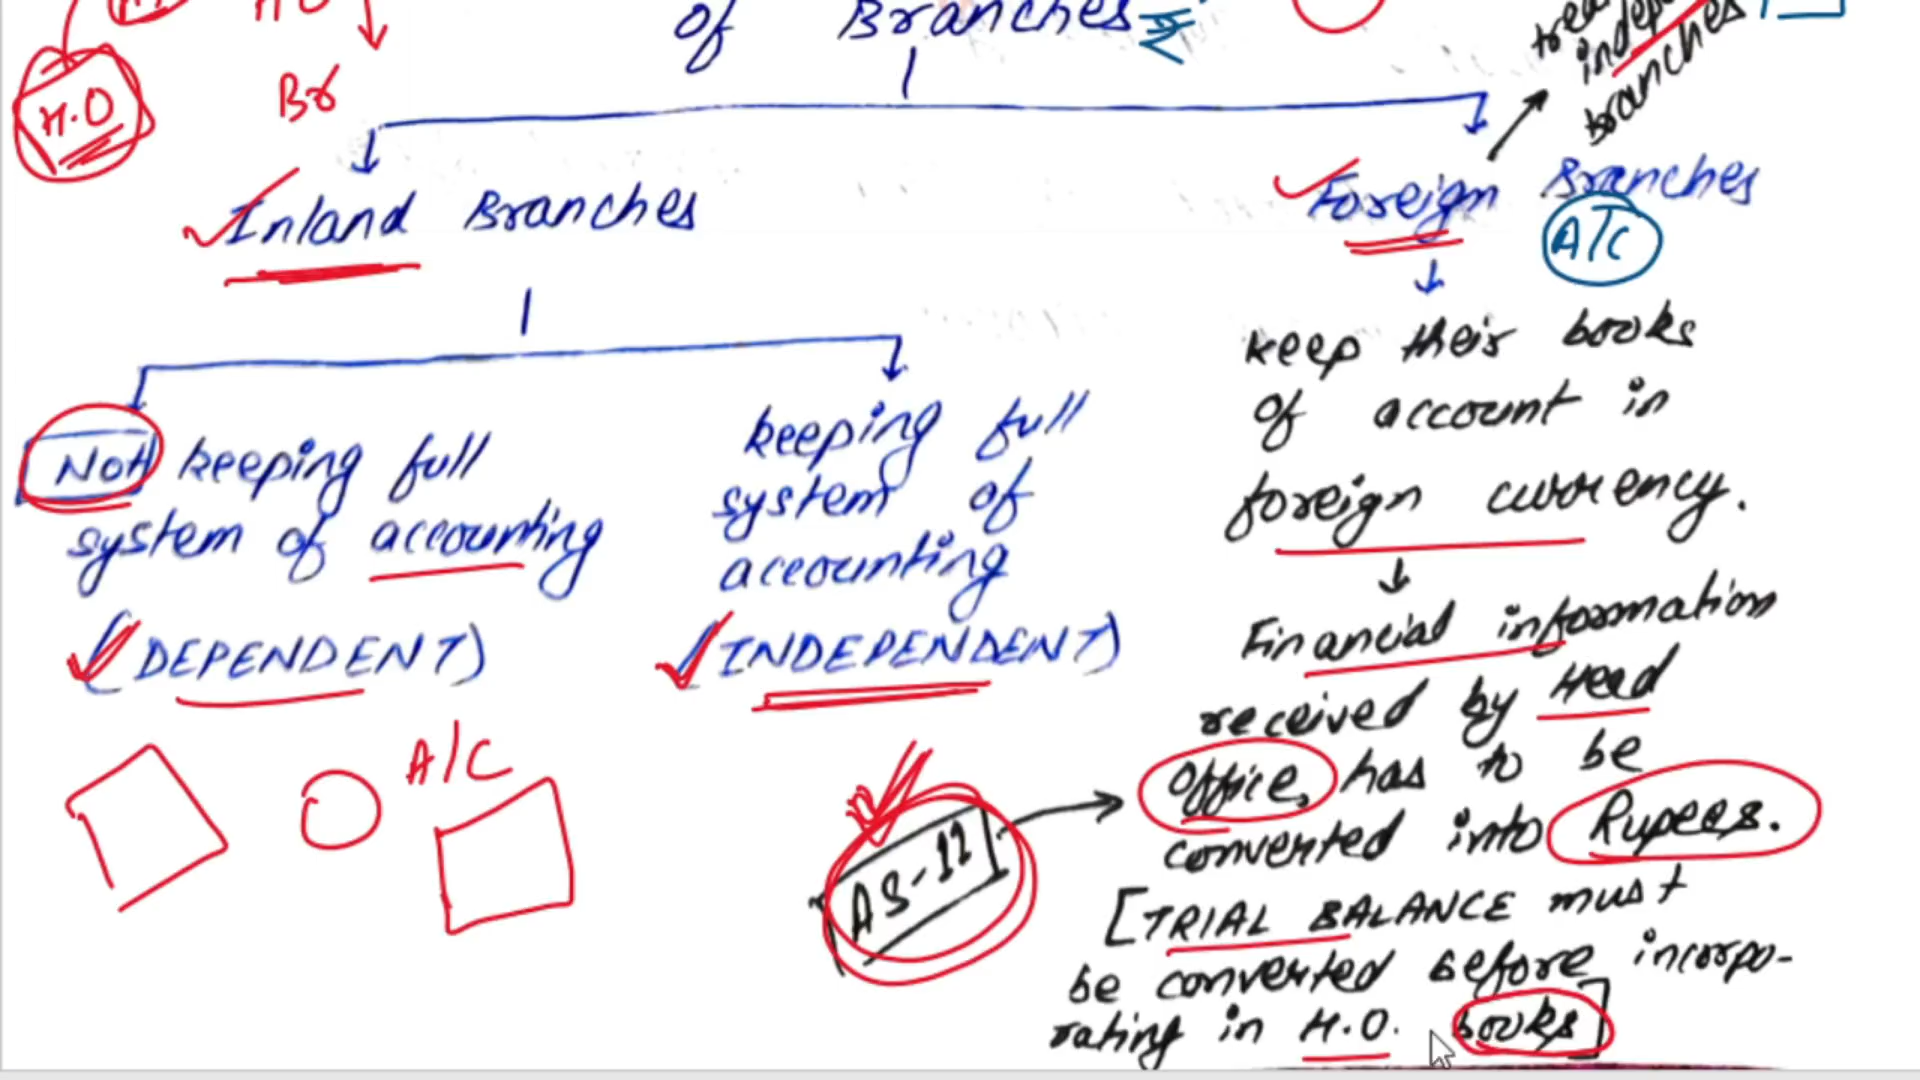 H.O
Br
of Branches
₹
independent
branches
Inland Branches
Foreign Branches
A/C
Not keeping full
system of accounting
(DEPENDENT)
keeping full
system of
accounting
(INDEPENDENT)
keep their books
of account in
foreign currency.
Financial information
received by Head
Office, has to be
converted into Rupees.
[TRIAL BALANCE must
be converted before incorpo-
rating in H.O. books]
A/C
AS-11